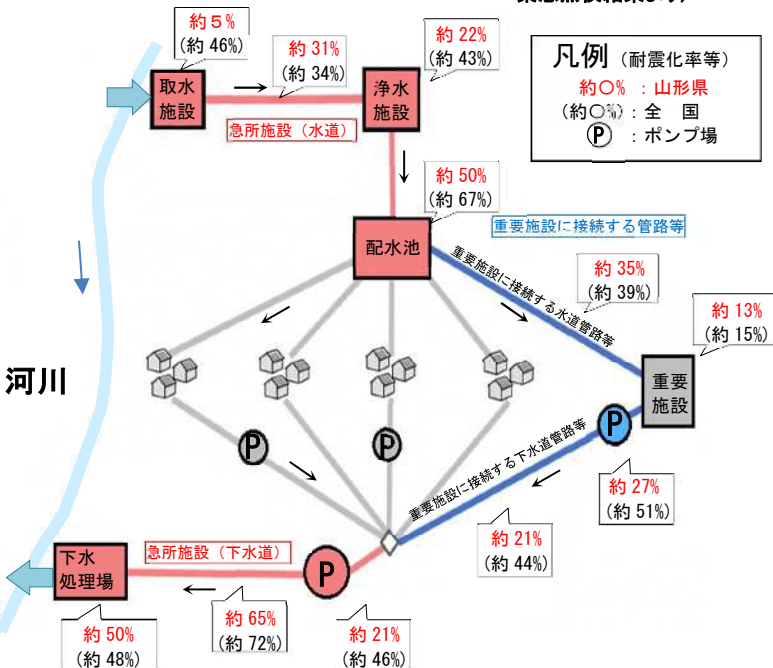 約５%
(約 46%)
約 31%
(約 34%)
約 22%
(約 43%)
凡例 (耐震化率等)
約〇% ：山形県
(約〇%)：全 国
P ：ポンプ場
取水
施設
浄水
施設
急所施設（水道）
約 50%
(約 67%)
配水池
重要施設に接続する管路等
重要施設に接続する水道管路等
約 35%
(約 39%)
約 13%
(約 15%)
重要
施設
河川
P
P
P
重要施設に接続する下水道管路等
約 27%
(約 51%)
約 21%
(約 44%)
下水
処理場
急所施設（下水道）
P
約 65%
(約 72%)
約 50%
(約 48%)
約 21%
(約 46%)